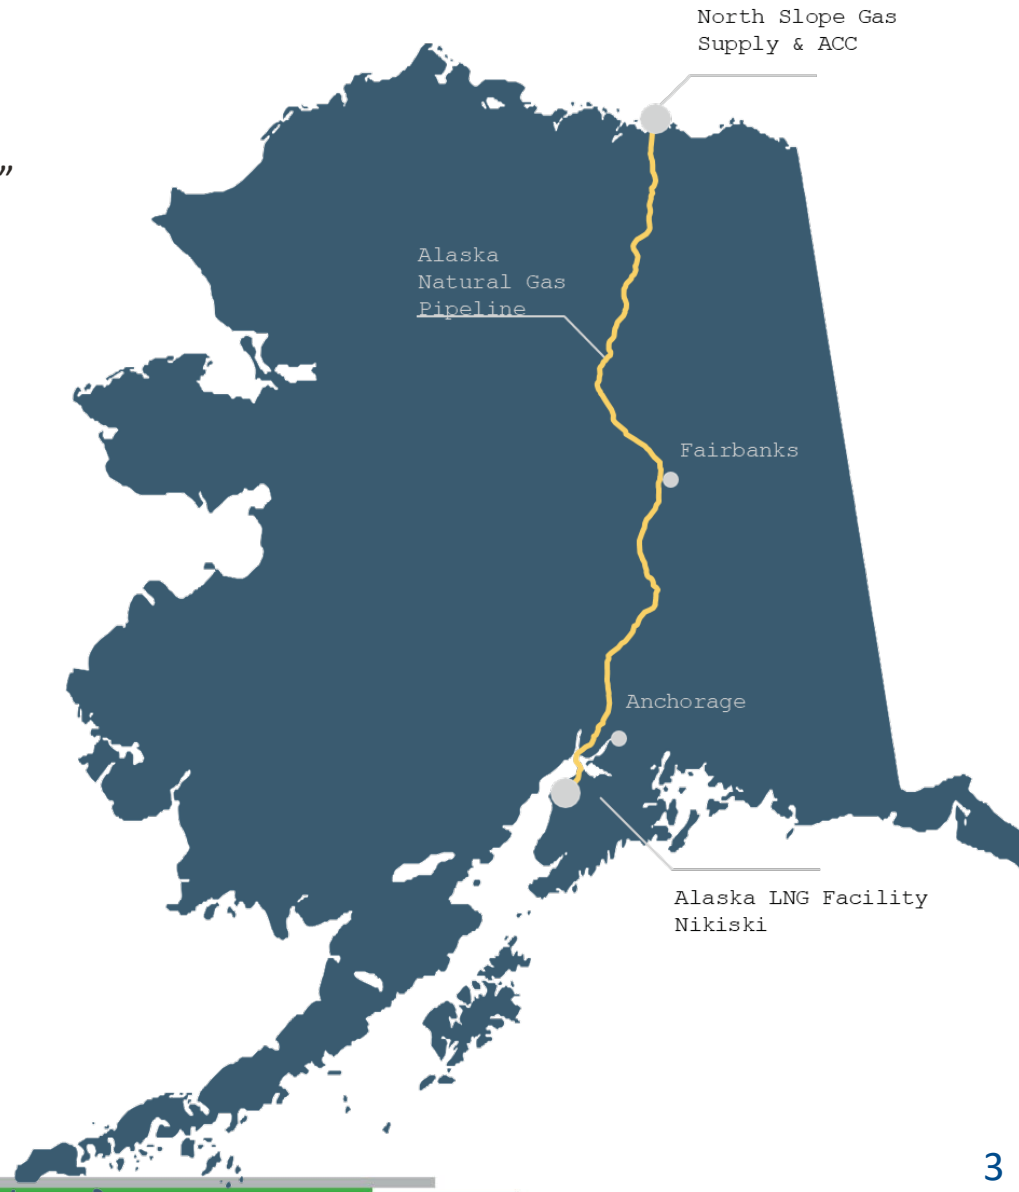 North Slope Gas
Supply & ACC
”
Alaska
Natural Gas
Pipeline
Fairbanks
Anchorage
Alaska LNG Facility
Nikiski
3